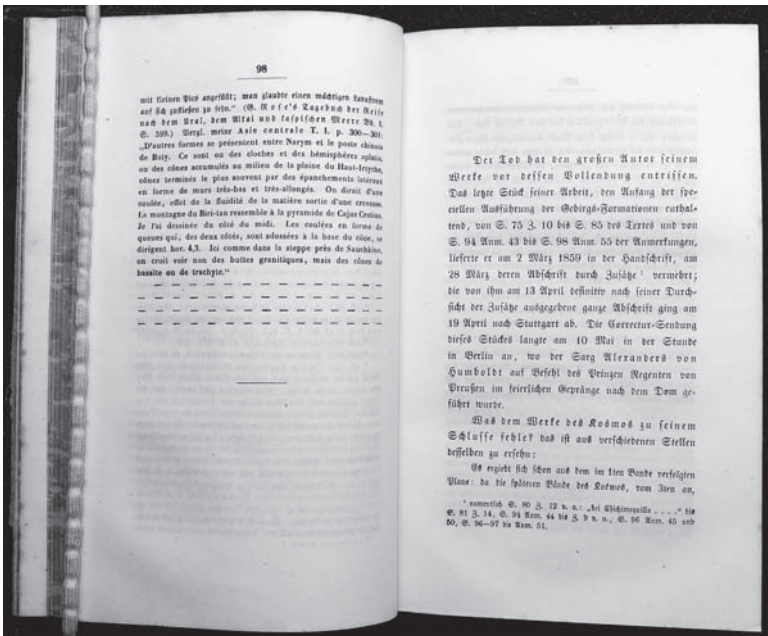 98
mit kleinen Pics angefüllt; man glaubte einen mächtigen Lavastrom
auf sich zufließen zu sehn.“ (G. Rose's Tagebuch der Reise
nach dem Ural, dem Altai und kaspischen Meere Bd. I.
S. 599.) Vergl. meine Asie centrale T. I. p. 300—301:
„D'autres formes se présentent entre Narym et le poste chinois
de Baty. Ce sont ou des cloches et des hémisphères aplatis,
ou des cônes accumulés au milieu de la plaine du Haut-Irtyche,
cônes terminés le plus souvent par des épanchements latéraux
en forme de murs très-bas et très-allongés. On dirait d'une
coulée, effet de la fluidité de la matière sortie d'une crevasse.
La montagne du Biri-tau ressemble à la pyramide de Cajus Cestius.
Je l'ai dessinée du côté du midi. Les coulées en forme de
queues qui, des deux côtés, sont adossées à la base du cône, se
dirigent hor. 4,3. Ici comme dans la steppe près de Sauchkina,
on croit voir non des buttes granitiques, mais des cônes de
basalte ou de trachyte.“
Der Tod hat den großen Autor seinem
Werke vor dessen Vollendung entrissen.
Das letzte Stück seiner Arbeit, den Anfang der spe-
ciellen Ausführung der Gebirgs-Formationen enthal-
tend, von S. 75 Z. 10 bis S. 85 des Textes und von
S. 94 Anm. 43 bis S. 98 Anm. 55 der Anmerkungen,
lieferte er am 2 März 1859 in der Handschrift, am
28 März deren Abschrift durch Zusätze ¹ vermehrt;
die von ihm am 13 April definitiv nach seiner Durch-
sicht der Zusätze ausgegebene ganze Abschrift ging am
19 April nach Stuttgart ab. Die Correctur-Sendung
dieses Stückes langte am 10 Mai in der Stunde
in Berlin an, wo der Sarg Alexanders von
Humboldt auf Befehl des Prinzen Regenten von
Preußen im feierlichen Gepränge nach dem Dom ge-
führt wurde.
Was dem Werke des Kosmos zu seinem
Schlusse fehle? das ist aus verschiedenen Stellen
desselben zu ersehn:
Es ergiebt sich schon aus dem im 1ten Bande verfolgten
Plane: da die späteren Bände des Kosmos, vom 3ten an,
¹ namentlich S. 80 Z. 12 v. u.: „bei Chichimequillo . . . .“ bis
S. 81 Z. 14, S. 94 Anm. 44 bis Z. 9 v. u., S. 96 Anm. 45 und
50, S. 96—97 bis Anm. 51.